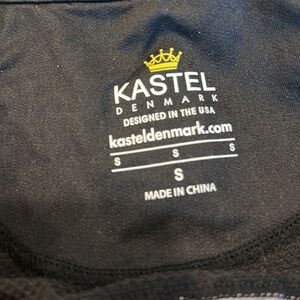 KASTEL
DENMARK
DESIGNED IN THE USA
kasteldenmark.com
S S S
S
MADE IN CHINA